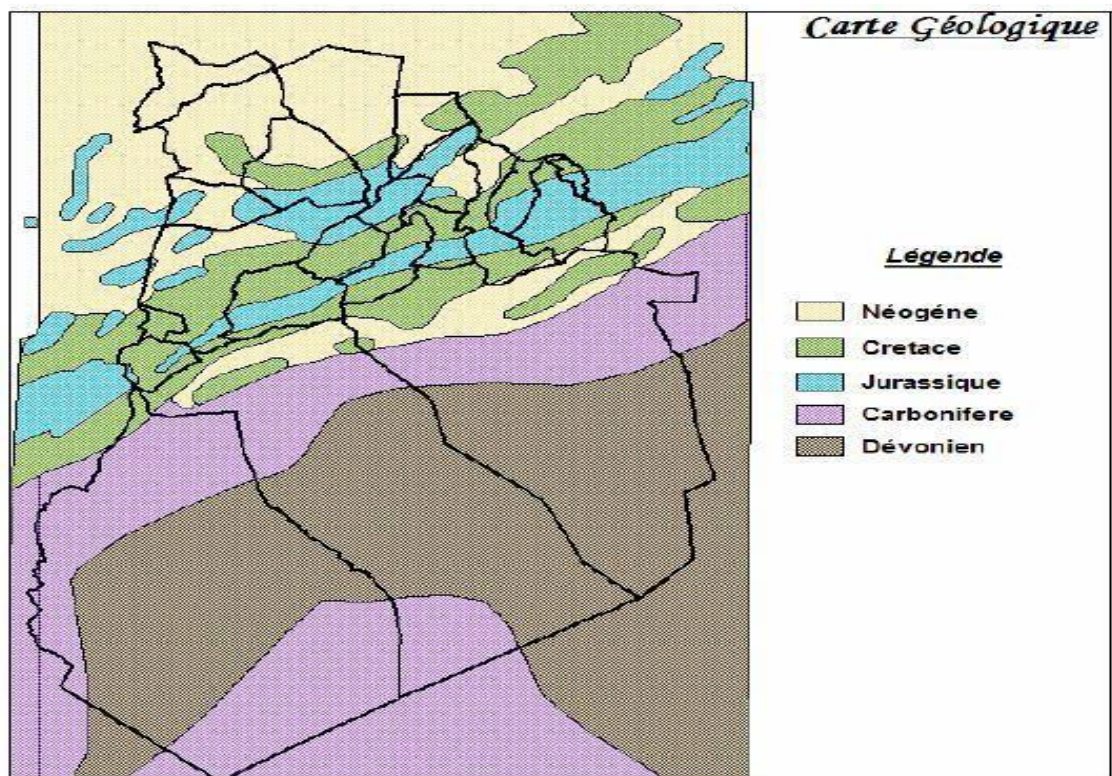 Carte Géologique
Légende
Néogéne
Cretace
Jurassique
Carbonifere
Dévonien